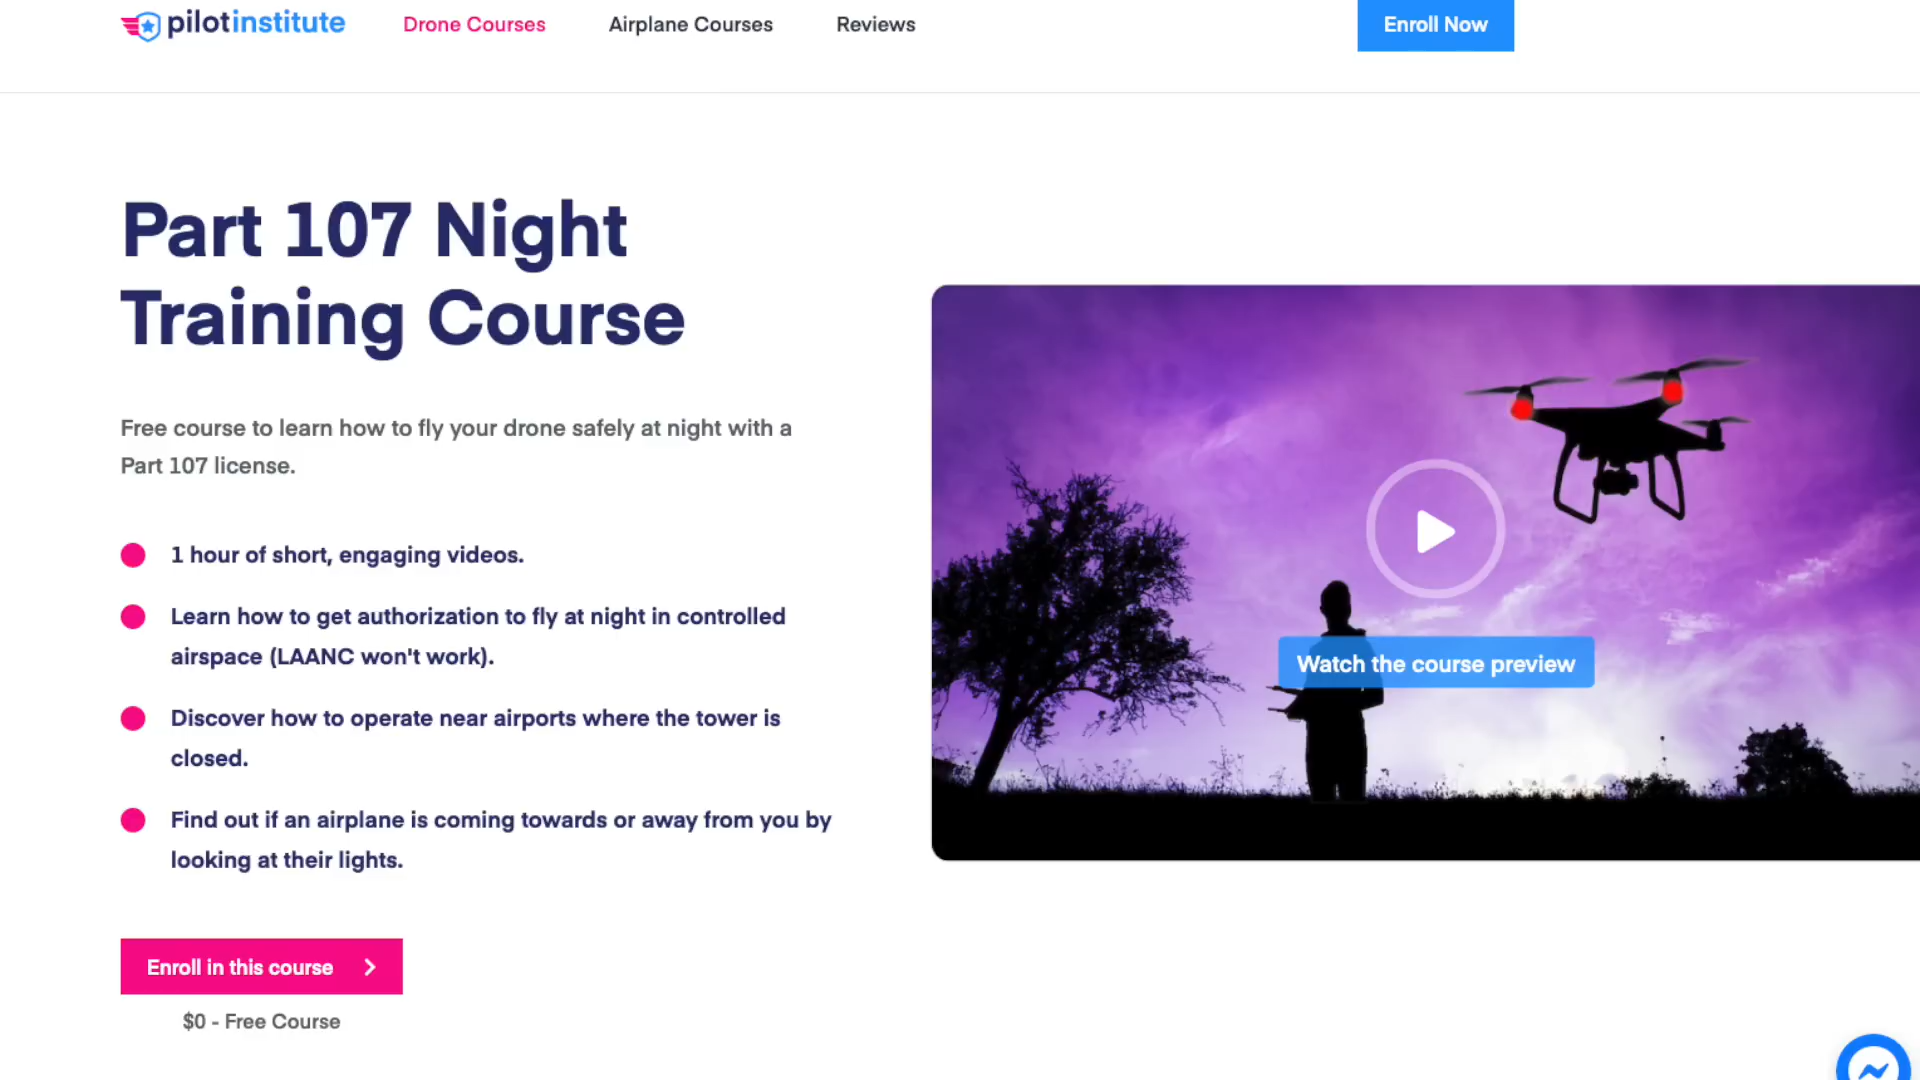 pilotinstitute
Drone Courses
Airplane Courses
Reviews
Enroll Now
Part 107 Night
Training Course
Free course to learn how to fly your drone safely at night with a
Part 107 license.
1 hour of short, engaging videos.
Learn how to get authorization to fly at night in controlled
airspace (LAANC won't work).
Discover how to operate near airports where the tower is
closed.
Find out if an airplane is coming towards or away from you by
looking at their lights.
Watch the course preview
Enroll in this course
$0 - Free Course